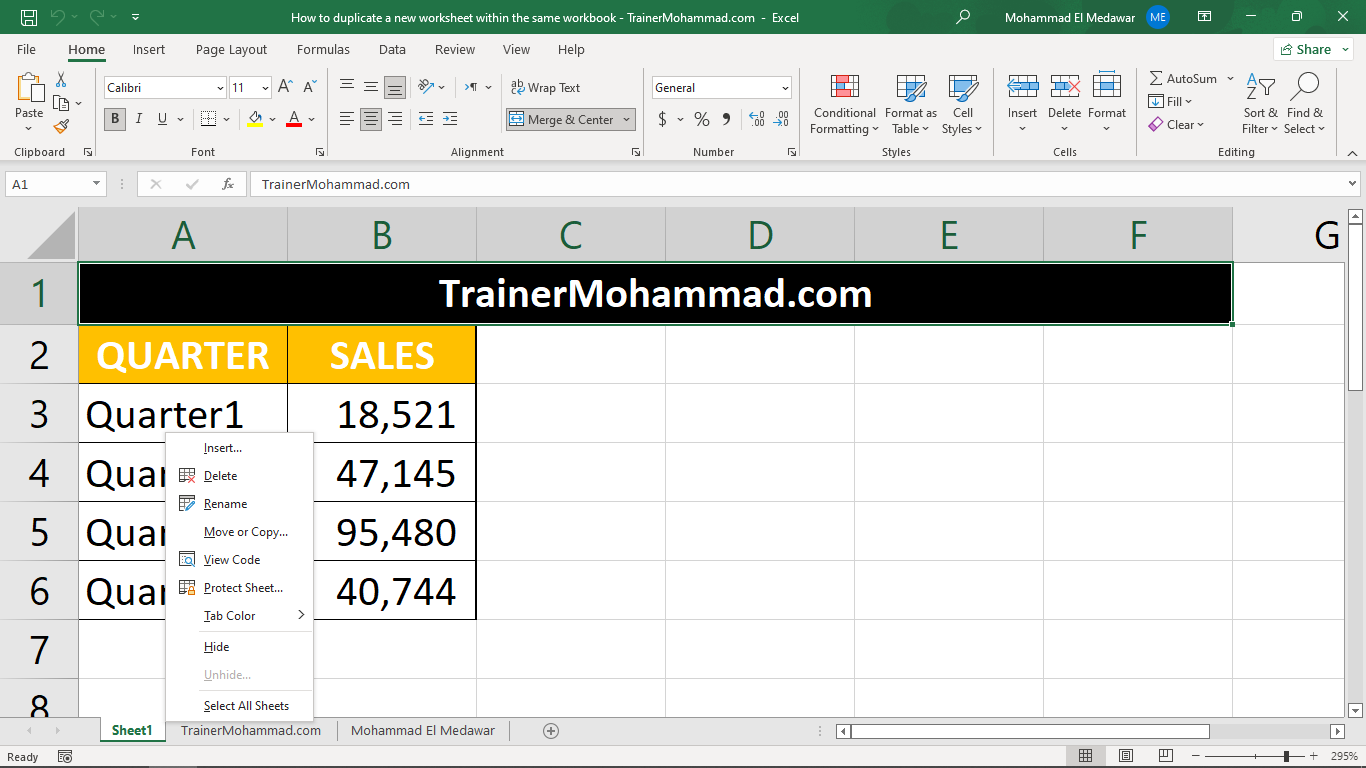 How to duplicate a new worksheet within the same workbook - TrainerMohammad.com - Excel
Mohammad El Medawar ME
File Home Insert Page Layout Formulas Data Review View Help Share
Paste
Calibri 11
B I U A
A A
ab Wrap Text
Merge & Center
General
$ % 9 .00 .0
Conditional Formatting
Format as Table
Cell Styles
Insert Delete Format
AutoSum
Fill
Clear
Sort & Filter
Find & Select
Clipboard Font Alignment Number Styles Cells Editing
A1 fx TrainerMohammad.com
A B C D E F G
1 TrainerMohammad.com
2 QUARTER SALES
3 Quarter1 18,521
4 Quar 47,145
5 Quar 95,480
6 Quar 40,744
7
8
Insert...
Delete
Rename
Move or Copy...
View Code
Protect Sheet...
Tab Color
Hide
Unhide...
Select All Sheets
Sheet1 TrainerMohammad.com Mohammad El Medawar
Ready 295%